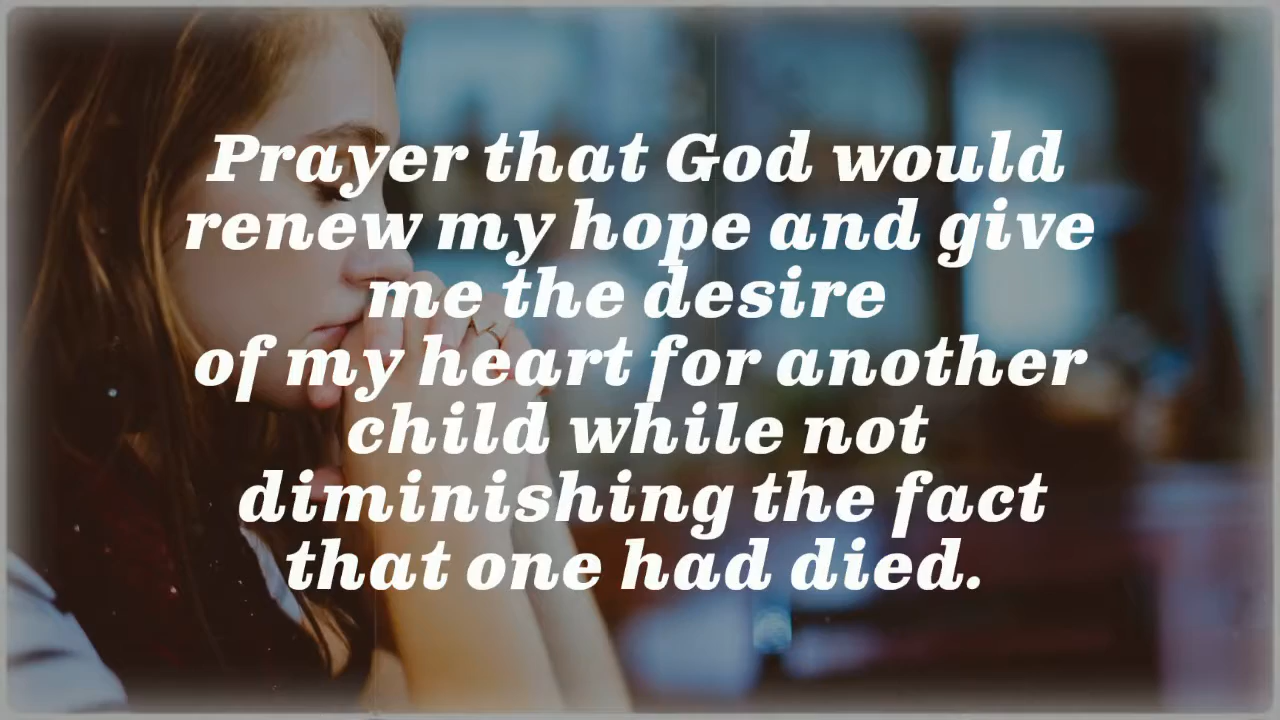 Prayer that God would
renew my hope and give
me the desire
of my heart for another
child while not
diminishing the fact
that one had died.